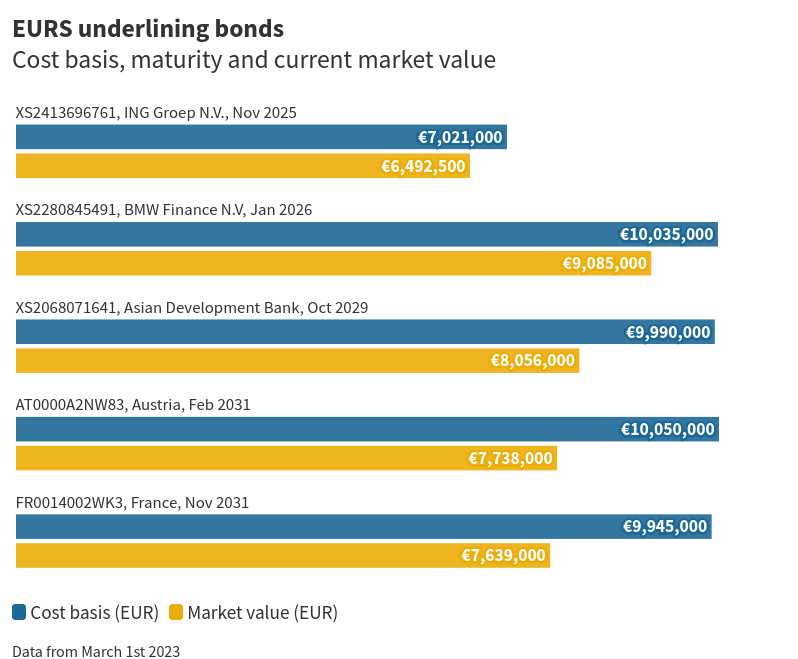 EURS underlining bonds
Cost basis, maturity and current market value
XS2413696761, ING Groep N.V., Nov 2025
€7,021,000
€6,492,500
XS2280845491, BMW Finance N.V, Jan 2026
€10,035,000
€9,085,000
XS2068071641, Asian Development Bank, Oct 2029
€9,990,000
€8,056,000
AT0000A2NW83, Austria, Feb 2031
€10,050,000
€7,738,000
FR0014002WK3, France, Nov 2031
€9,945,000
€7,639,000
Cost basis (EUR) Market value (EUR)
Data from March 1st 2023